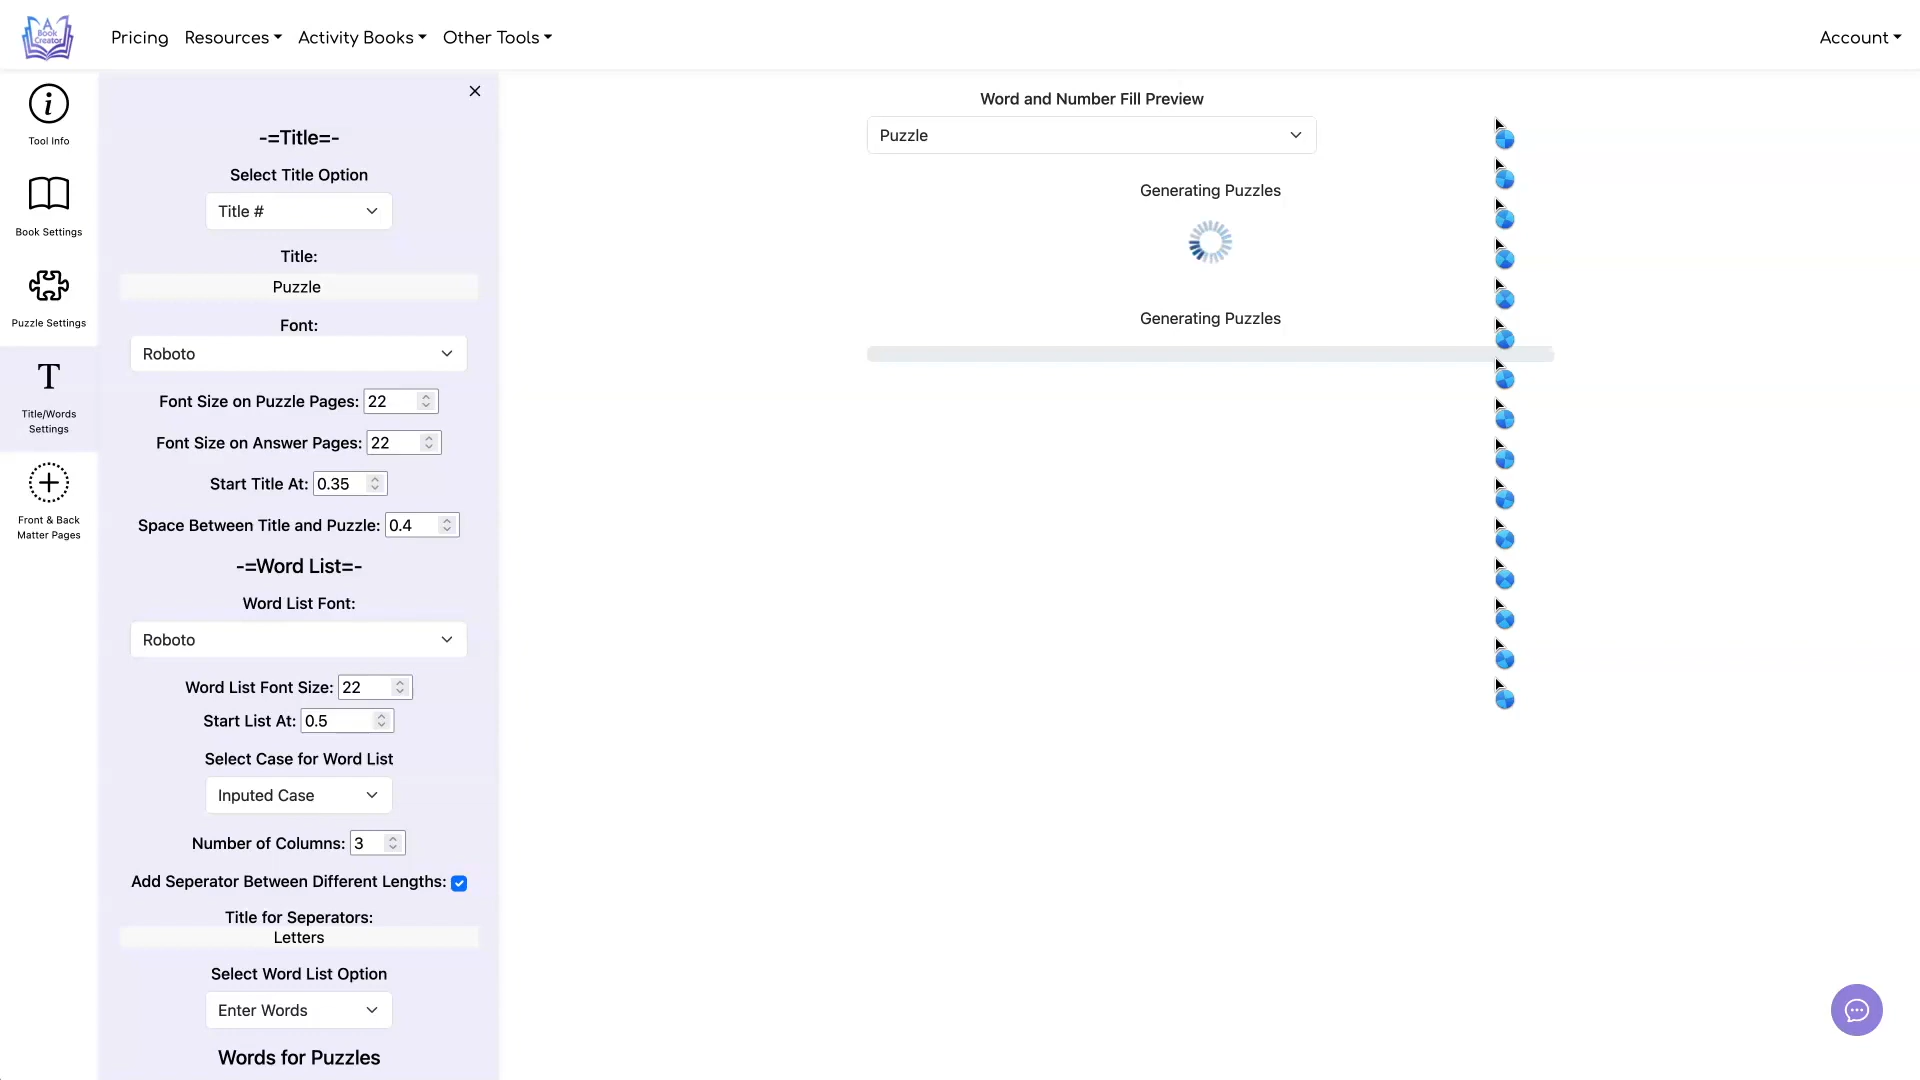 A
Book
Creator
Pricing
Resources
Activity Books
Other Tools
Account
Tool Info
Book Settings
Puzzle Settings
T
Title/Words
Settings
Front & Back
Matter Pages
-=Title=-
Select Title Option
Title #
Title:
Puzzle
Font:
Roboto
Font Size on Puzzle Pages: 22
Font Size on Answer Pages: 22
Start Title At: 0.35
Space Between Title and Puzzle: 0.4
-=Word List=-
Word List Font:
Roboto
Word List Font Size: 22
Start List At: 0.5
Select Case for Word List
Inputed Case
Number of Columns: 3
Add Seperator Between Different Lengths:
Title for Seperators:
Letters
Select Word List Option
Enter Words
Words for Puzzles
Word and Number Fill Preview
Puzzle
Generating Puzzles
Generating Puzzles